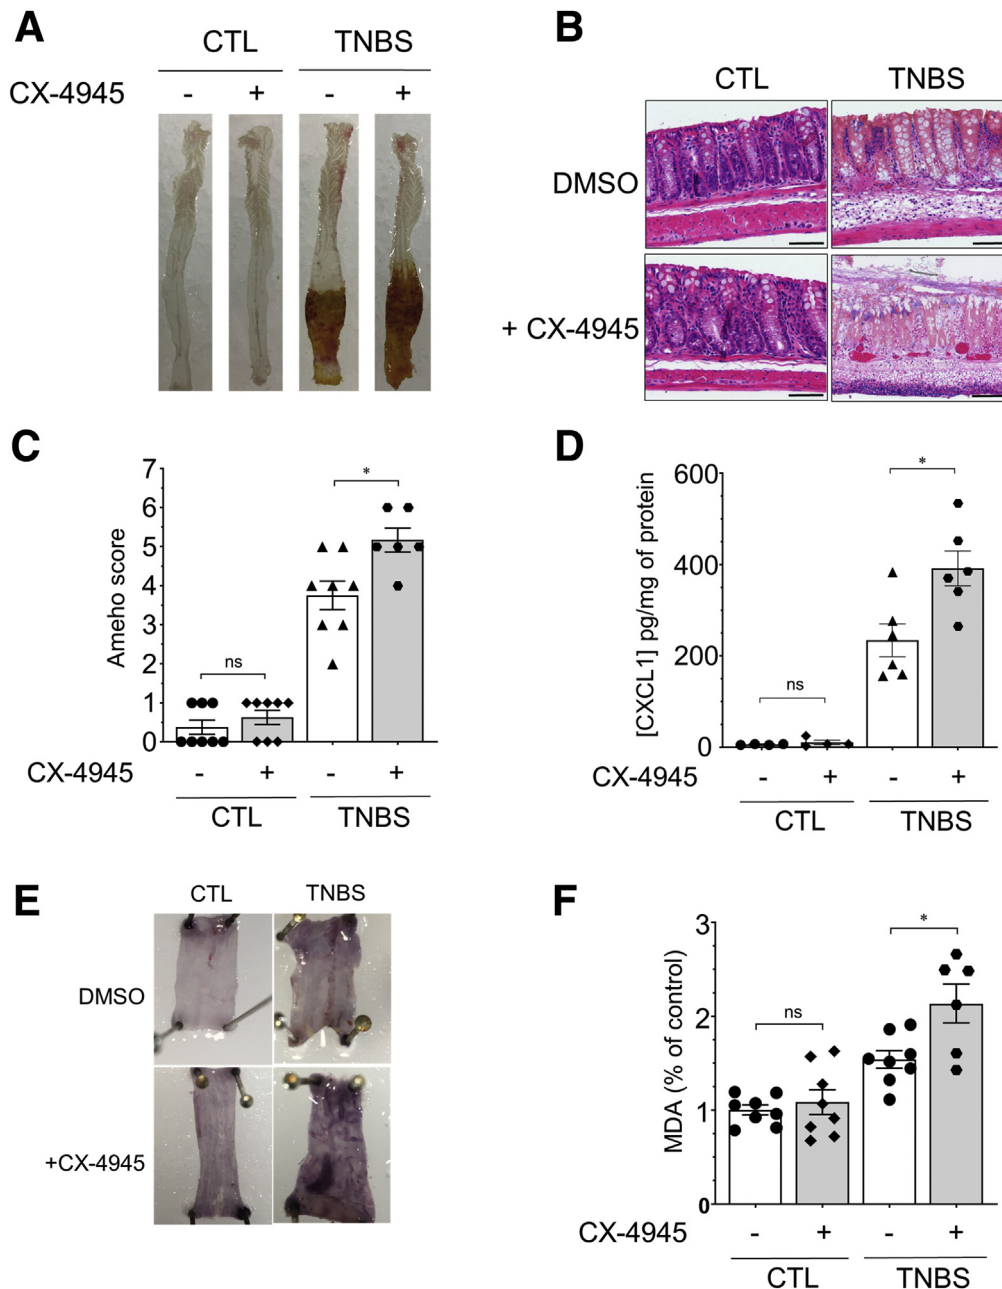 A
CTL TNBS
CX-4945 - + - +
B
CTL TNBS
DMSO
+ CX-4945
C
Ameho score
7
6
5
4
3
2
1
0
ns
*
CX-4945 - + - +
CTL TNBS
D
[CXCL1] pg/mg of protein
600
400
200
0
ns
*
CX-4945 - + - +
CTL TNBS
E
CTL TNBS
DMSO
+CX-4945
F
MDA (% of control)
3
2
1
0
ns
*
CX-4945 - + - +
CTL TNBS